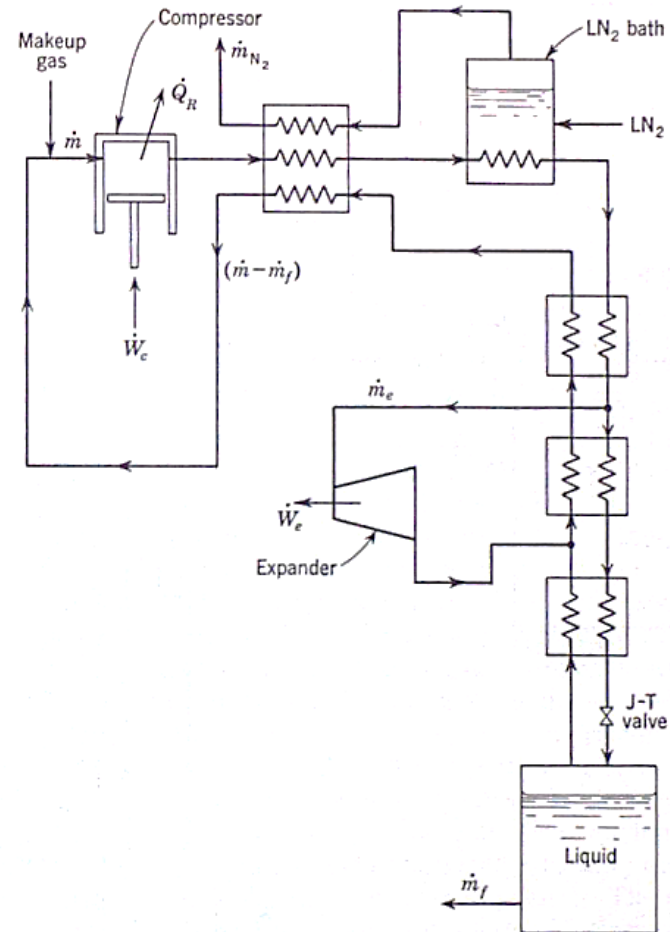 Compressor
Makeup
gas
ṁ
Q̇_R
ṁ_N₂
LN₂ bath
LN₂
(ṁ−ṁ_f)
Ẇ_c
ṁ_e
Ẇ_e
Expander
J-T
valve
Liquid
ṁ_f